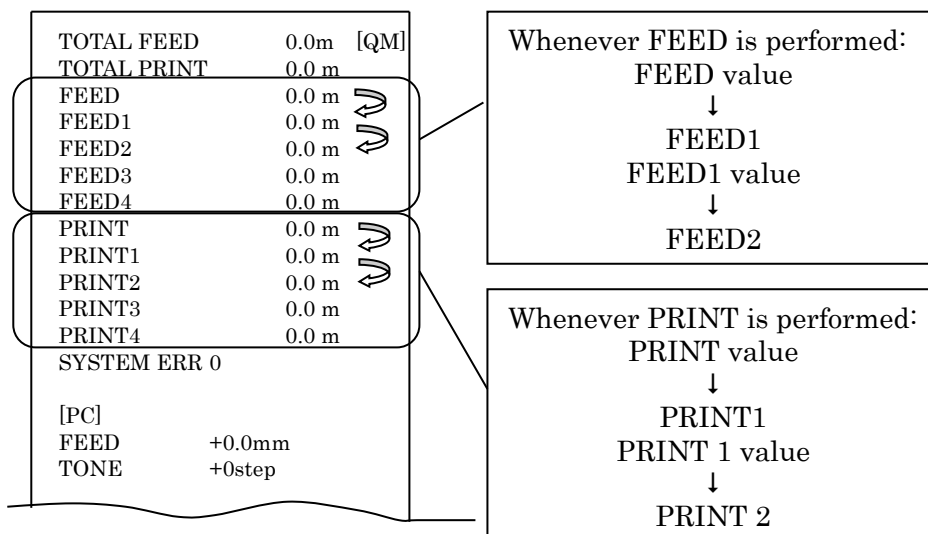 TOTAL FEED 0.0m [QM]
TOTAL PRINT 0.0 m
FEED 0.0 m
FEED1 0.0 m
FEED2 0.0 m
FEED3 0.0 m
FEED4 0.0 m
PRINT 0.0 m
PRINT1 0.0 m
PRINT2 0.0 m
PRINT3 0.0 m
PRINT4 0.0 m
SYSTEM ERR 0
[PC]
FEED +0.0mm
TONE +0step
Whenever FEED is performed:
FEED value
↓
FEED1
FEED1 value
↓
FEED2
Whenever PRINT is performed:
PRINT value
↓
PRINT1
PRINT 1 value
↓
PRINT 2